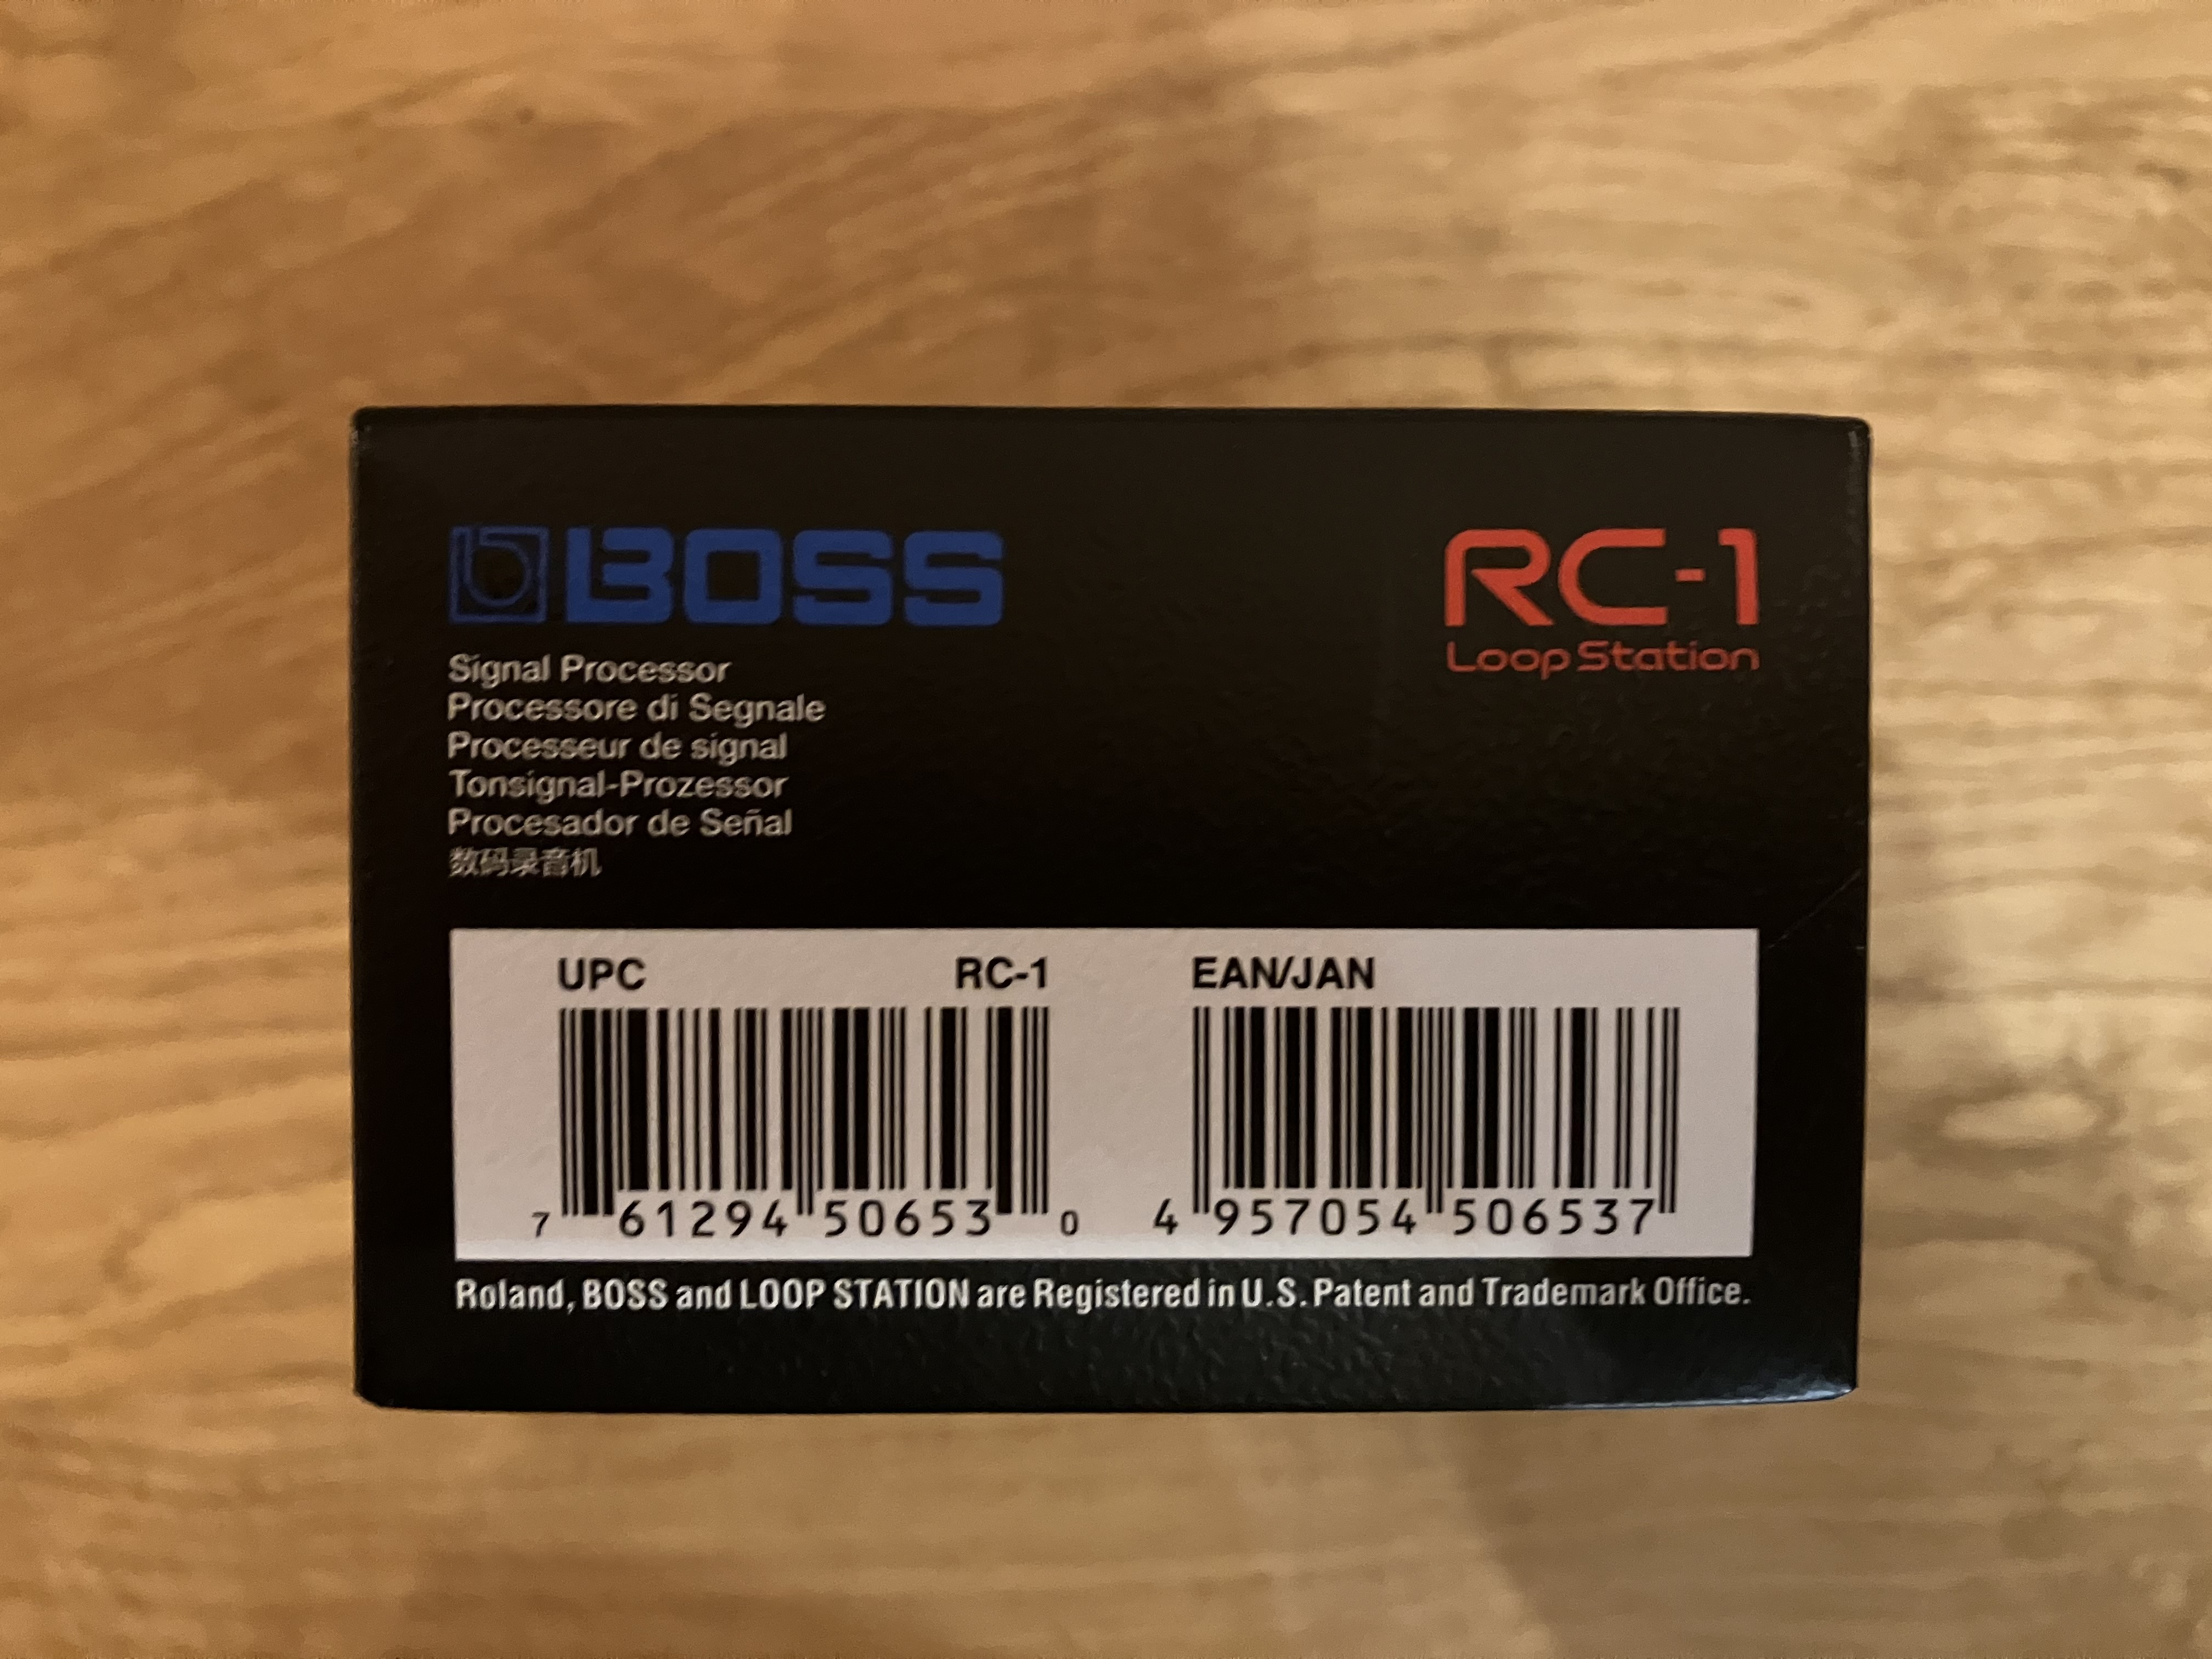 BOSS
RC-1
Loop Station
Signal Processor
Processore di Segnale
Processeur de signal
Tonsignal-Prozessor
Procesador de Señal
数码录音机
UPC RC-1
7 61294 50653 0
EAN/JAN
4 957054 506537
Roland, BOSS and LOOP STATION are Registered in U.S. Patent and Trademark Office.